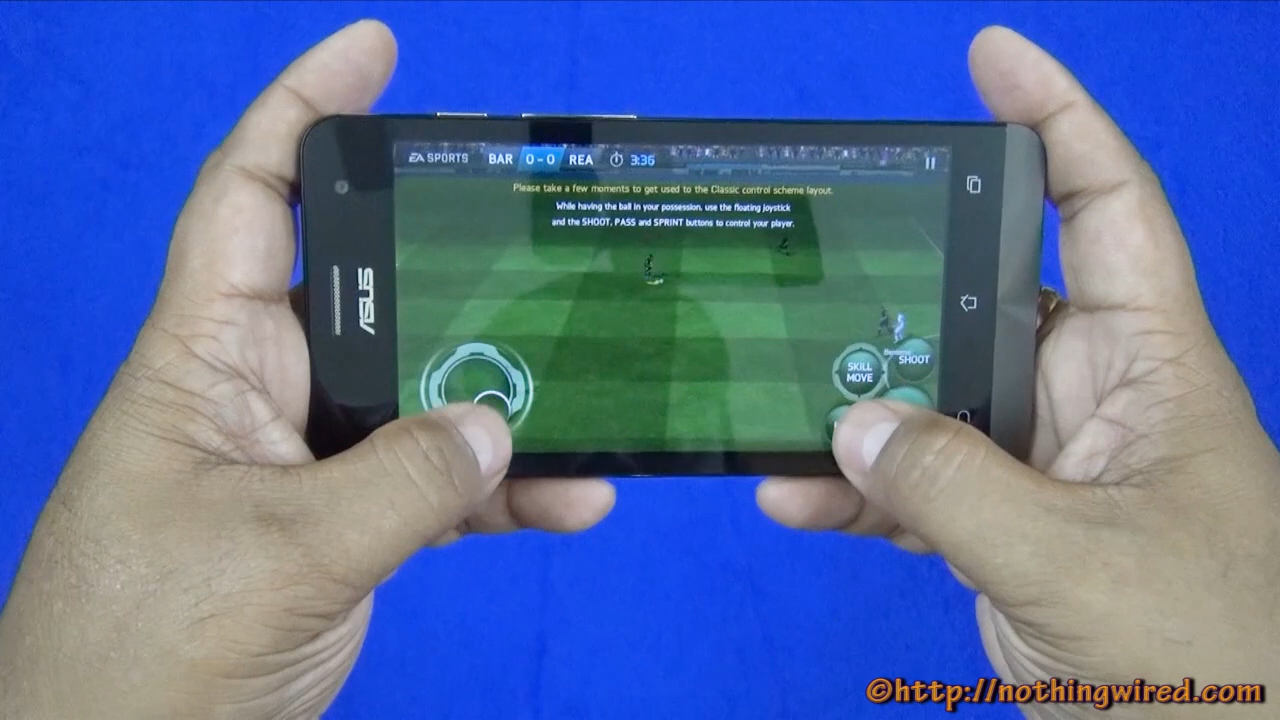 EA SPORTS BAR 0 - 0 REA 3:36
Please take a few moments to get used to the Classic control scheme layout.
While having the ball in your possession, use the floating joystick
and the SHOOT, PASS and SPRINT buttons to control your player.
ASUS
SKILL
MOVE
SHOOT
©http://nothingwired.com